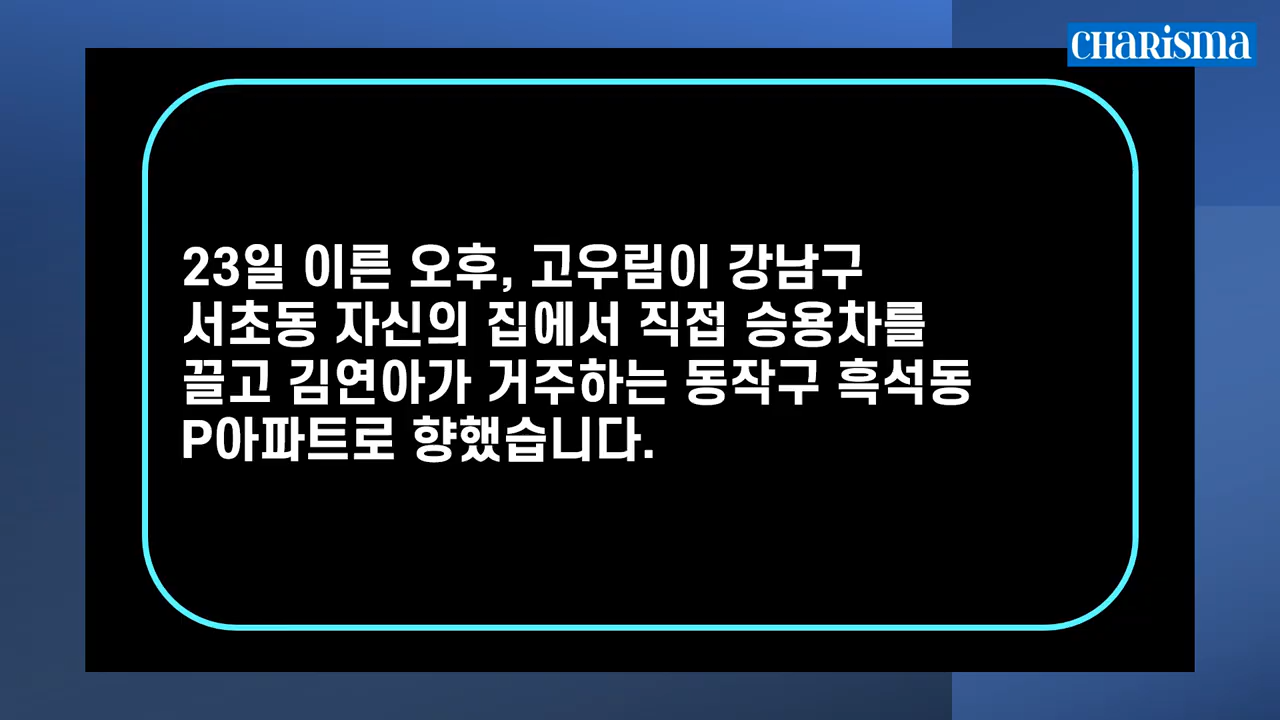 CHARiSMA
23일 이른 오후, 고우림이 강남구
서초동 자신의 집에서 직접 승용차를
끌고 김연아가 거주하는 동작구 흑석동
P아파트로 향했습니다.